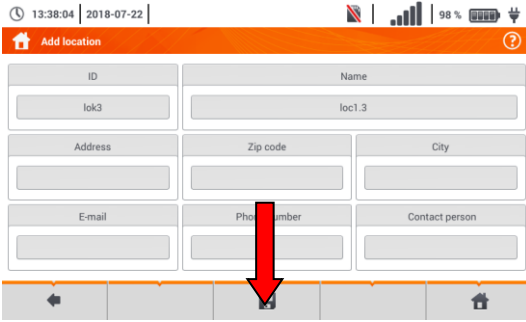 13:38:04 2018-07-22 98 %
Add location ?
ID Name
lok3 loc1.3
Address Zip code City
E-mail Phone number Contact person